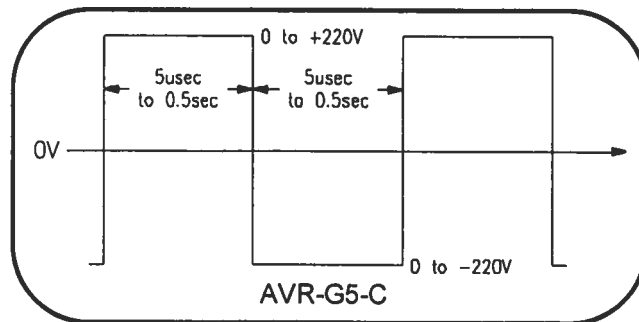 0 to +220V
5usec
to 0.5sec
5usec
to 0.5sec
0V
0 to -220V
AVR-G5-C